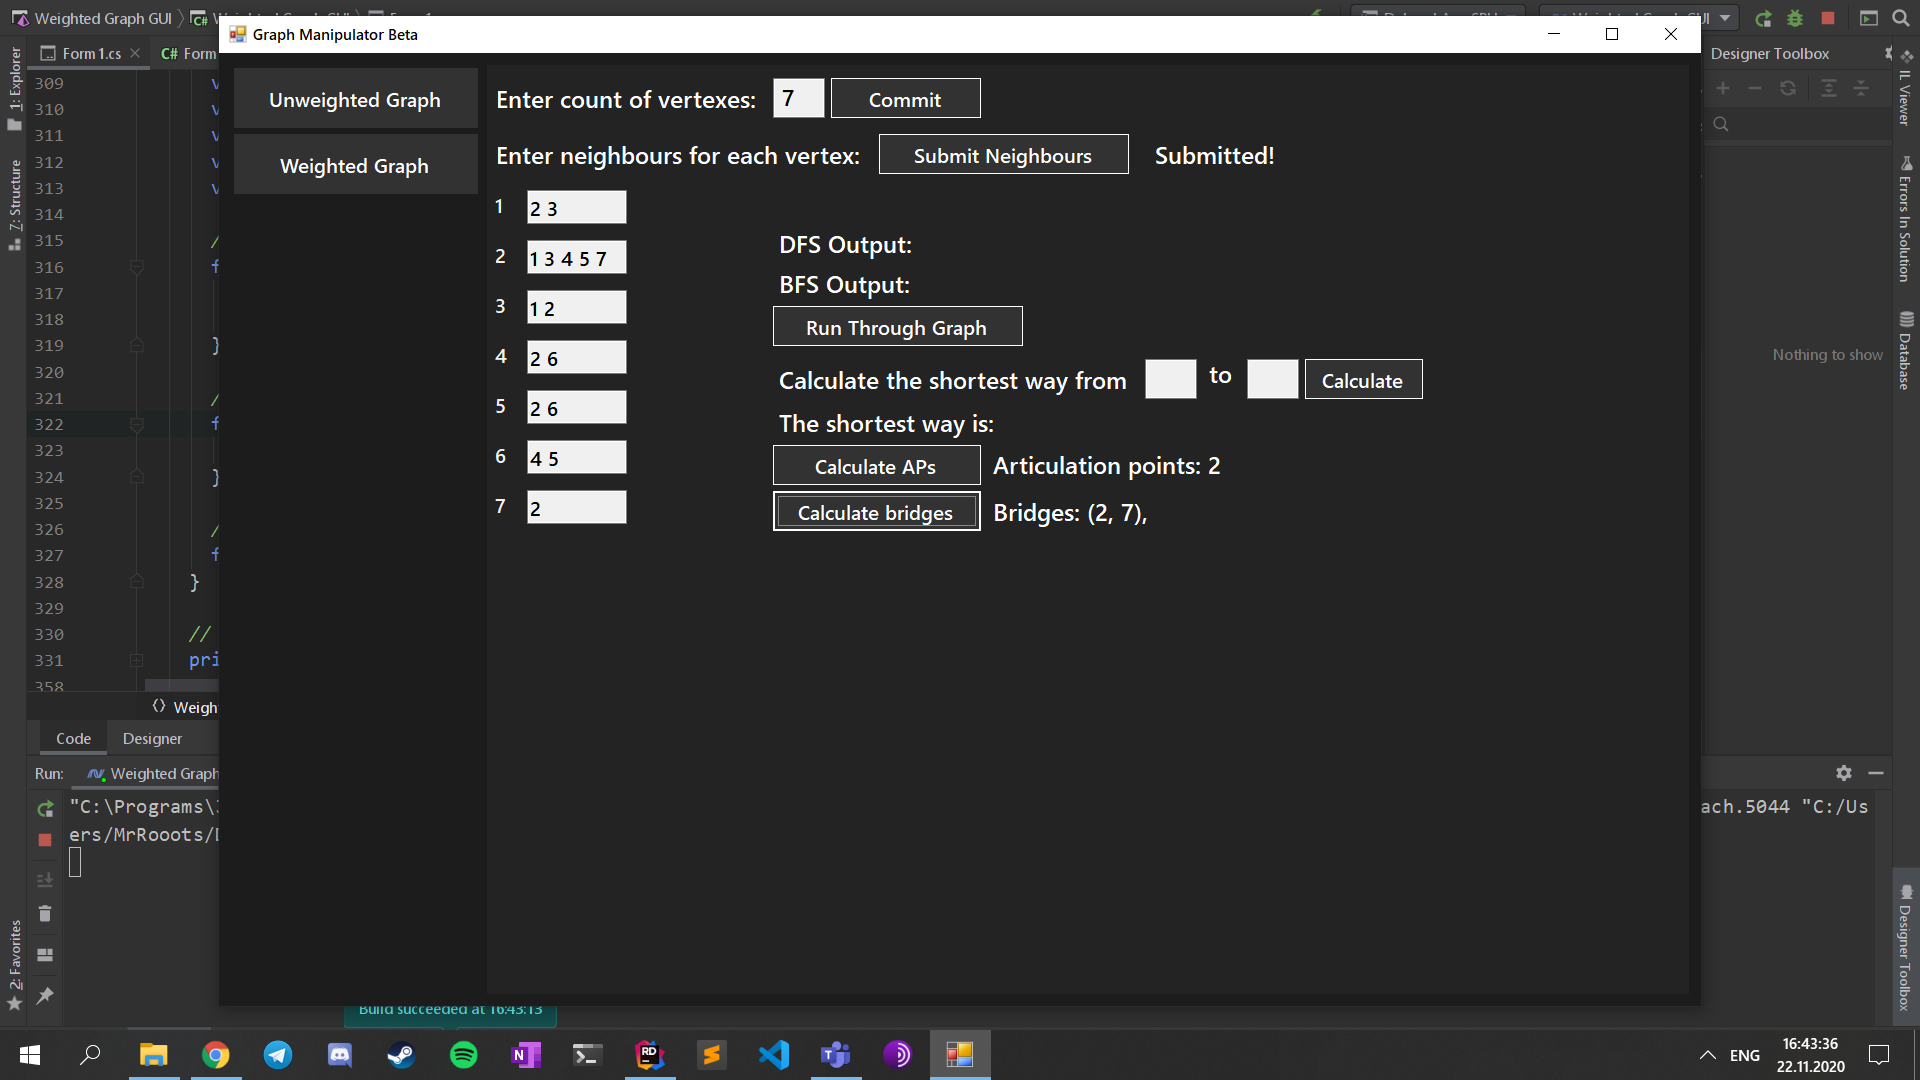 Weighted Graph GUI
Graph Manipulator Beta
Form1.cs
C# Form
Designer Toolbox
Unweighted Graph
Weighted Graph
Enter count of vertexes: 7 Commit
Enter neighbours for each vertex: Submit Neighbours Submitted!
1 2 3
2 1 3 4 5 7
3 1 2
4 2 6
5 2 6
6 4 5
7 2
DFS Output:
BFS Output:
Run Through Graph
Calculate the shortest way from to Calculate
The shortest way is:
Calculate APs Articulation points: 2
Calculate bridges Bridges: (2, 7),
1: Explorer
7: Structure
2: Favorites
309 v
310 v
311 v
312 v
313 v
314
315 /
316 f
317
318
319 }
320
321 /
322 f
323
324 }
325
326 /
327 f
328 }
329
330 //
331 pri
358
Weigh
Code Designer
Run: Weighted Graph
"C:\Programs\
ach.5044 "C:/Us
ers/MrRooots/
Build succeeded at 16:43:13
Nothing to show
IL Viewer
Errors In Solution
Database
Designer Toolbox
ENG
16:43:36
22.11.2020